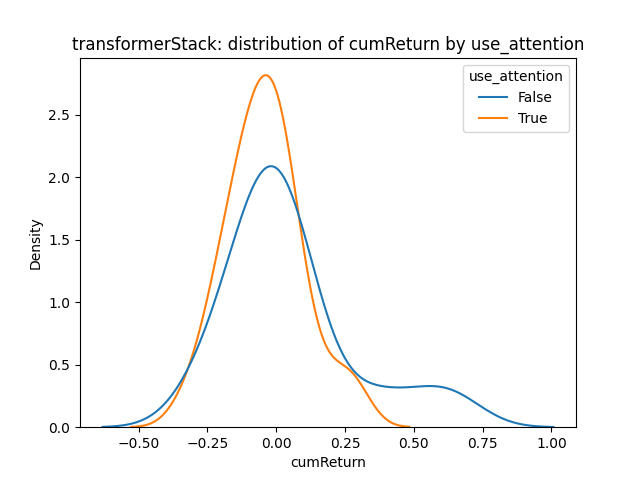 transformerStack: distribution of cumReturn by use_attention
use_attention
False
True
Density
2.5
2.0
1.5
1.0
0.5
0.0
−0.50
−0.25
0.00
0.25
0.50
0.75
1.00
cumReturn